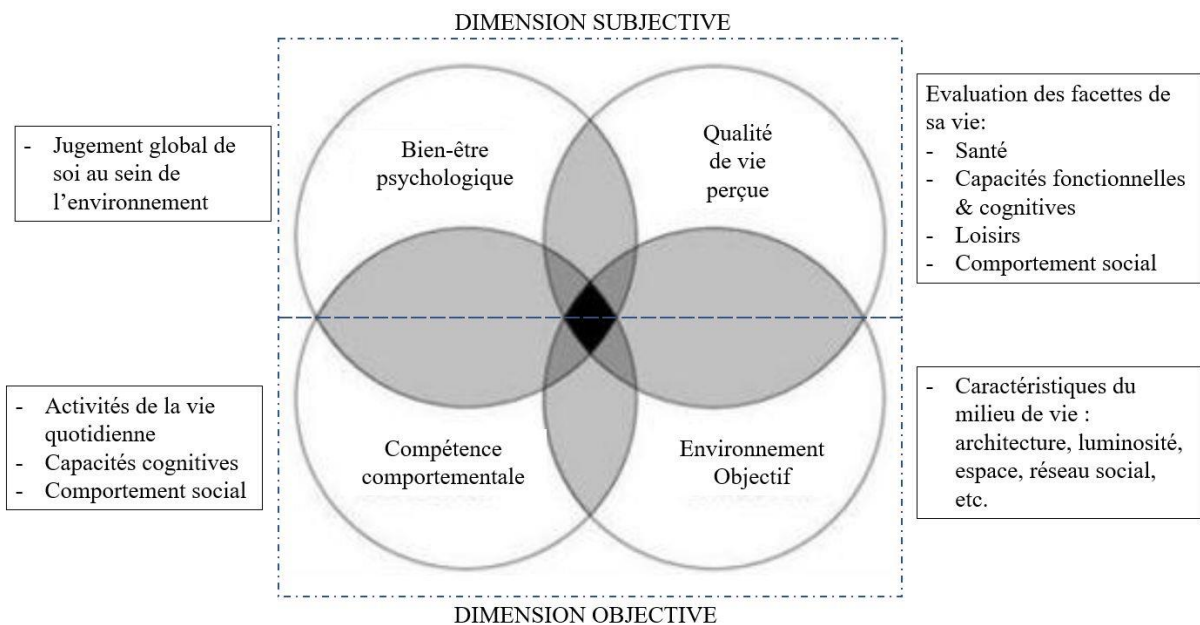 DIMENSION SUBJECTIVE
- Jugement global de
soi au sein de
l’environnement
Bien-être
psychologique
Qualité
de vie
perçue
Evaluation des facettes de
sa vie:
- Santé
- Capacités fonctionnelles
& cognitives
- Loisirs
- Comportement social
- Activités de la vie
quotidienne
- Capacités cognitives
- Comportement social
Compétence
comportementale
Environnement
Objectif
- Caractéristiques du
milieu de vie :
architecture, luminosité,
espace, réseau social,
etc.
DIMENSION OBJECTIVE